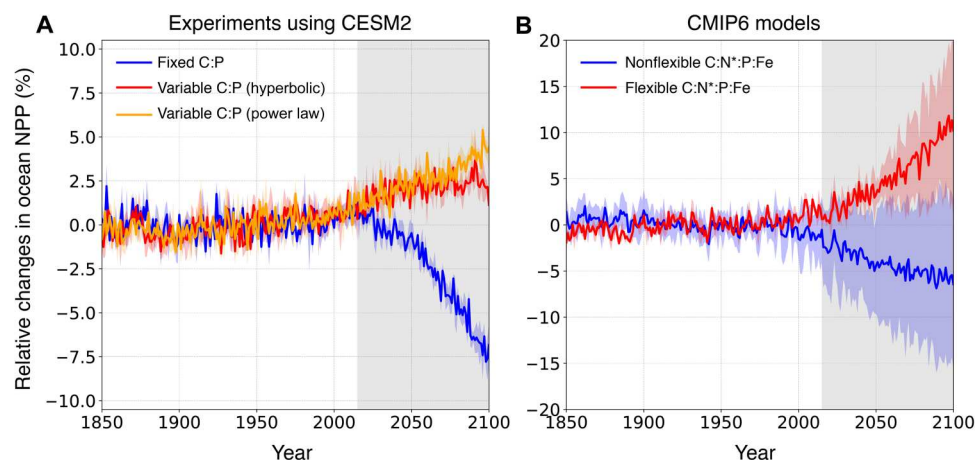 A
Experiments using CESM2
Relative changes in ocean NPP (%)
10.0
7.5
5.0
2.5
0.0
−2.5
−5.0
−7.5
−10.0
Fixed C:P
Variable C:P (hyperbolic)
Variable C:P (power law)
1850
1900
1950
2000
2050
2100
Year
B
CMIP6 models
20
15
10
5
0
−5
−10
−15
−20
Nonflexible C:N*:P:Fe
Flexible C:N*:P:Fe
1850
1900
1950
2000
2050
2100
Year